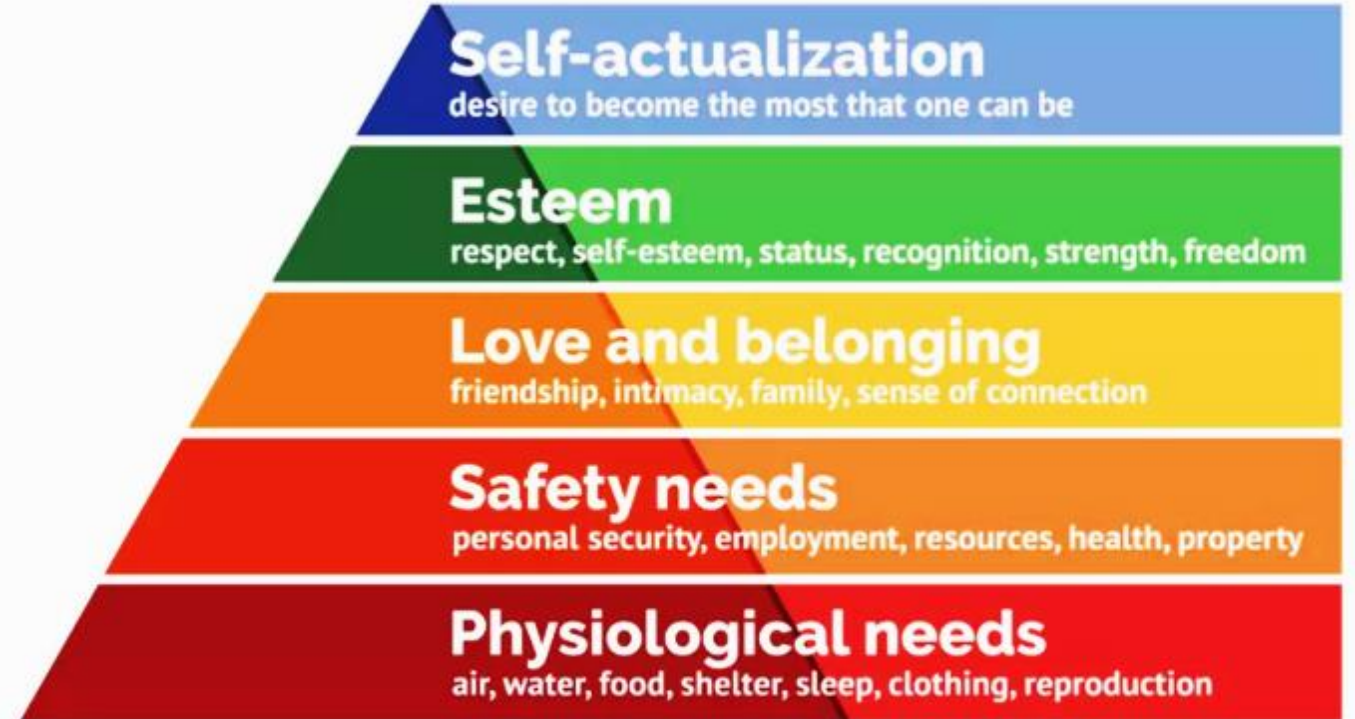 Self-actualization
desire to become the most that one can be
Esteem
respect, self-esteem, status, recognition, strength, freedom
Love and belonging
friendship, intimacy, family, sense of connection
Safety needs
personal security, employment, resources, health, property
Physiological needs
air, water, food, shelter, sleep, clothing, reproduction